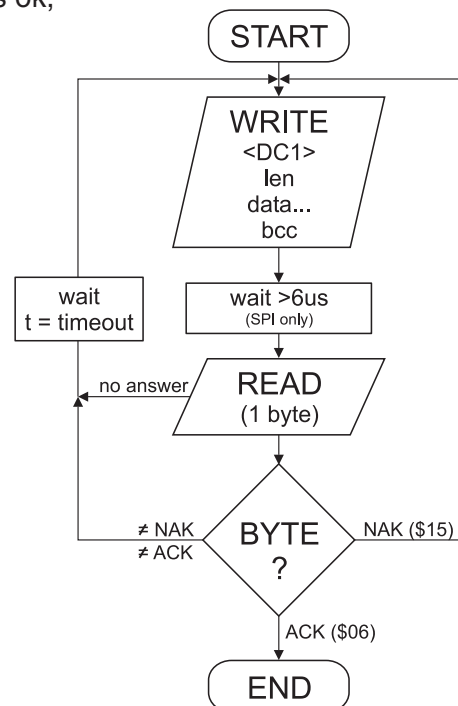 s ok,
START
WRITE
<DC1>
len
data...
bcc
wait
t = timeout
wait >6us
(SPI only)
no answer
READ
(1 byte)
≠ NAK
≠ ACK
BYTE
?
NAK ($15)
ACK ($06)
END